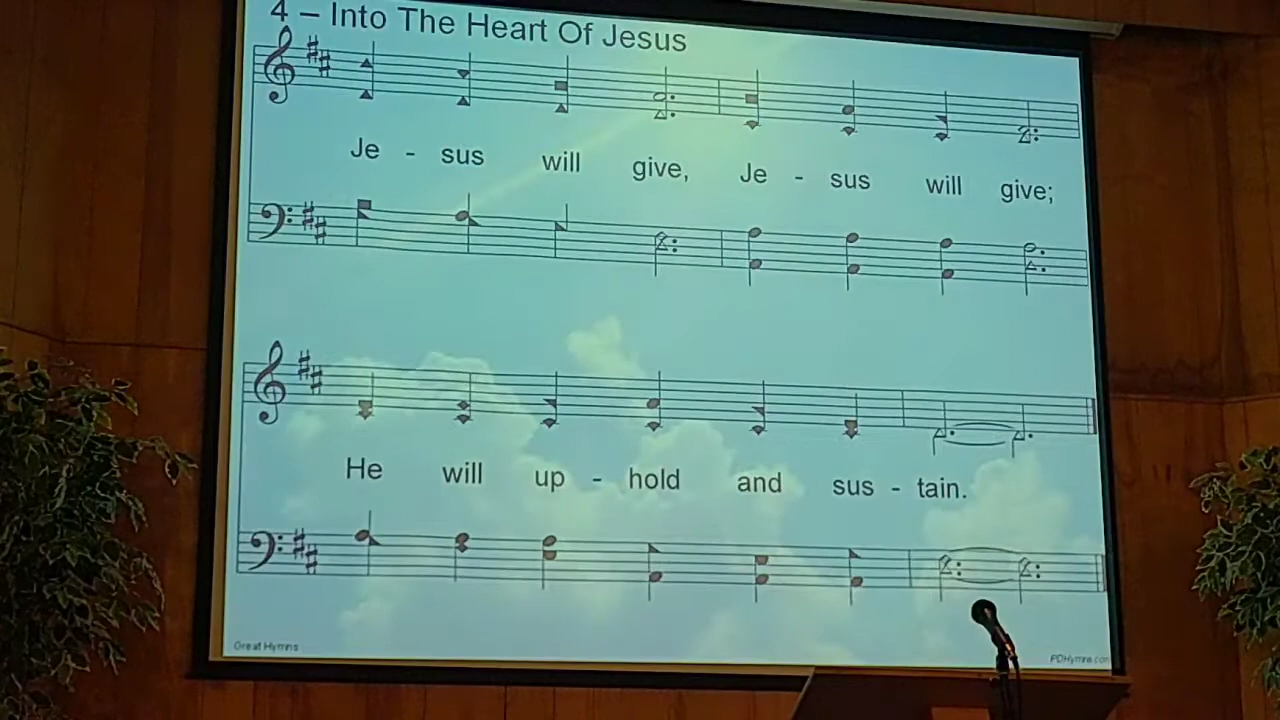 4 – Into The Heart Of Jesus
Je - sus will give, Je - sus will give;
He will up - hold and sus - tain.
Great Hymns
PDHymns.com